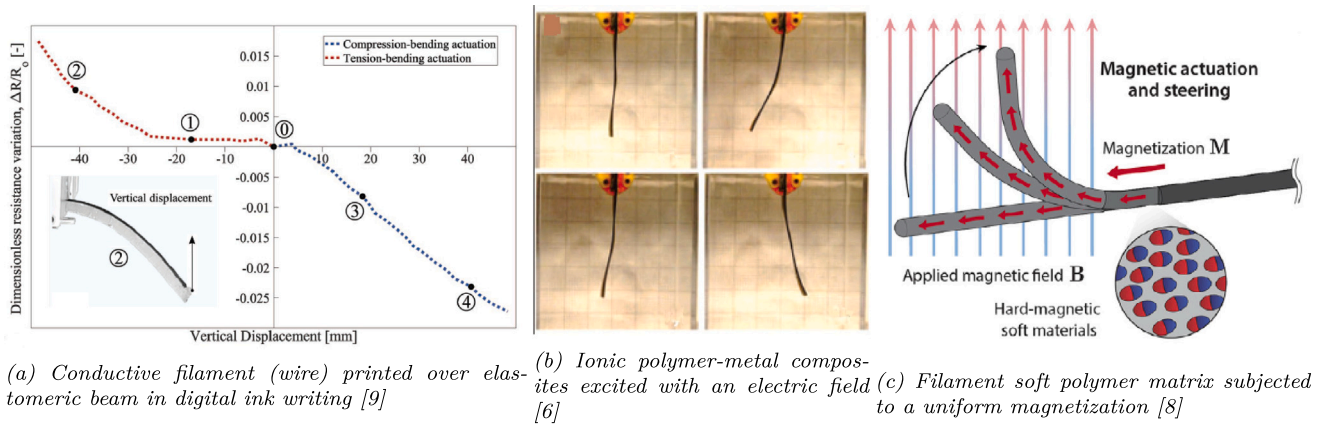 Dimensionless resistance variation, ΔR/R₀ [-]
0.015
0.01
0.005
-0.005
-0.01
-0.015
-0.02
-0.025
-40
-30
-20
-10
10
20
30
40
Compression-bending actuation
Tension-bending actuation
②
①
⓪
③
④
Vertical displacement
②
Vertical Displacement [mm]
(a) Conductive filament (wire) printed over elas-
tomeric beam in digital ink writing [9]
(b) Ionic polymer-metal compos-
ites excited with an electric field
[6]
Magnetic actuation
and steering
Magnetization M
Applied magnetic field B
Hard-magnetic
soft materials
(c) Filament soft polymer matrix subjected
to a uniform magnetization [8]